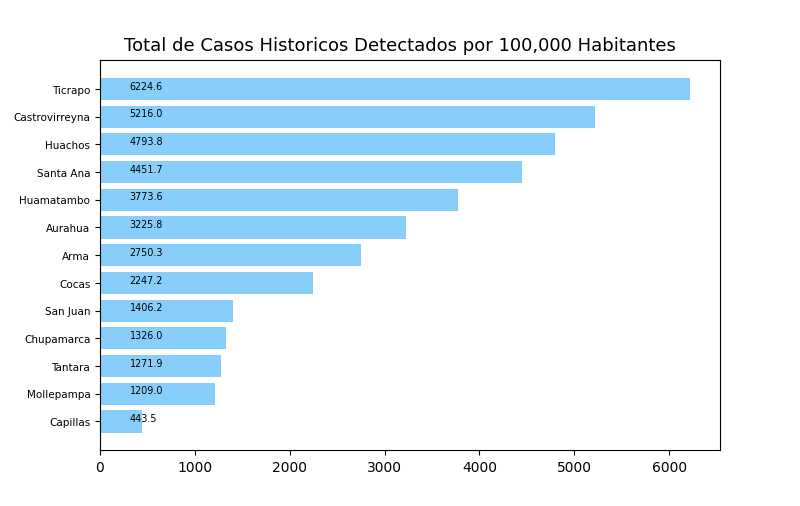 Total de Casos Historicos Detectados por 100,000 Habitantes
Ticrapo 6224.6
Castrovirreyna 5216.0
Huachos 4793.8
Santa Ana 4451.7
Huamatambo 3773.6
Aurahua 3225.8
Arma 2750.3
Cocas 2247.2
San Juan 1406.2
Chupamarca 1326.0
Tantara 1271.9
Mollepampa 1209.0
Capillas 443.5
0 1000 2000 3000 4000 5000 6000